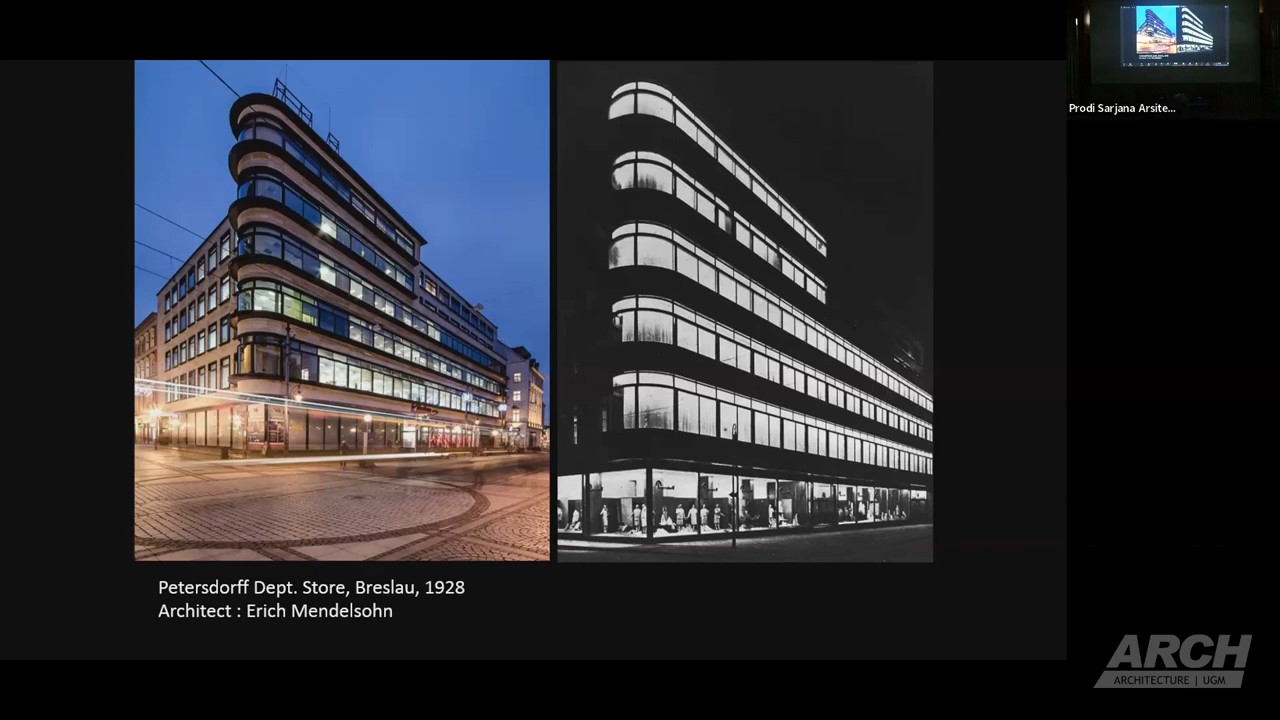 Prodi Sarjana Arsite...
Petersdorff Dept. Store, Breslau, 1928
Architect : Erich Mendelsohn
ARCH
ARCHITECTURE | UGM